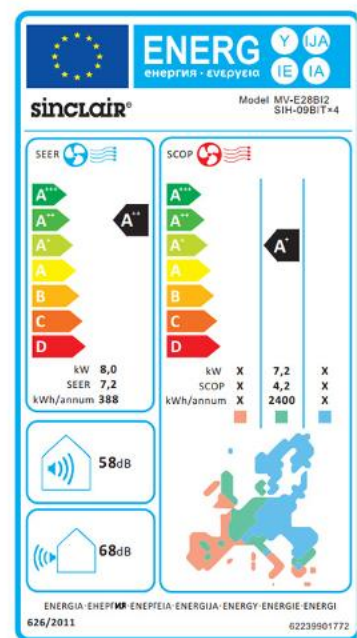 ENERG
енергия · ενεργεια
Y IJA
IE IA
SINCLAIR®
Model MV-E28BI2
SIH-09BIT×4
SEER
A+++
A++
A+
A
B
C
D
A++
kW 8,0
SEER 7,2
kWh/annum 388
SCOP
A+++
A++
A+
A
B
C
D
A+
kW X 7,2 X
SCOP X 4,2 X
kWh/annum X 2400 X
58dB
68dB
ENERGIA·ЕНЕРГИЯ·ΕΝΕΡΓΕΙΑ·ENERGIJA·ENERGY·ENERGIE·ENERGI
626/2011
62239901772